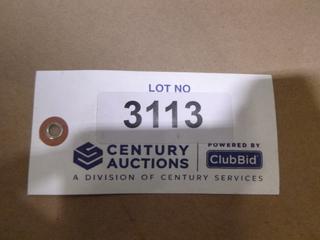 LOT NO
3113
CENTURY AUCTIONS
POWERED BY
ClubBid
A DIVISION OF CENTURY SERVICES